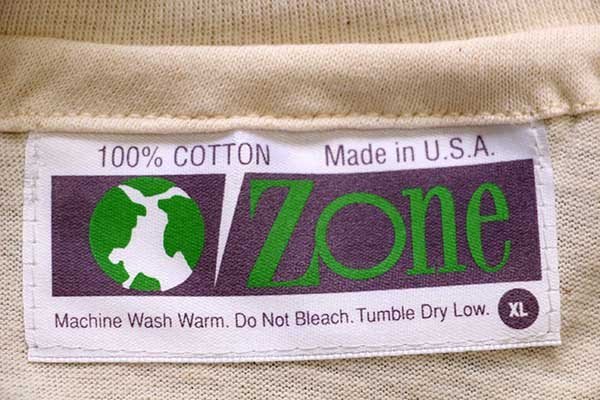 100% COTTON Made in U.S.A.
Zone
Machine Wash Warm. Do Not Bleach. Tumble Dry Low. XL